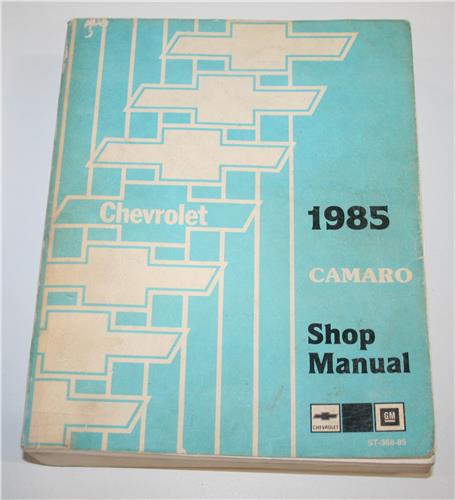 Chevrolet
1985
CAMARO
Shop
Manual
CHEVROLET
GM
ST-368-85